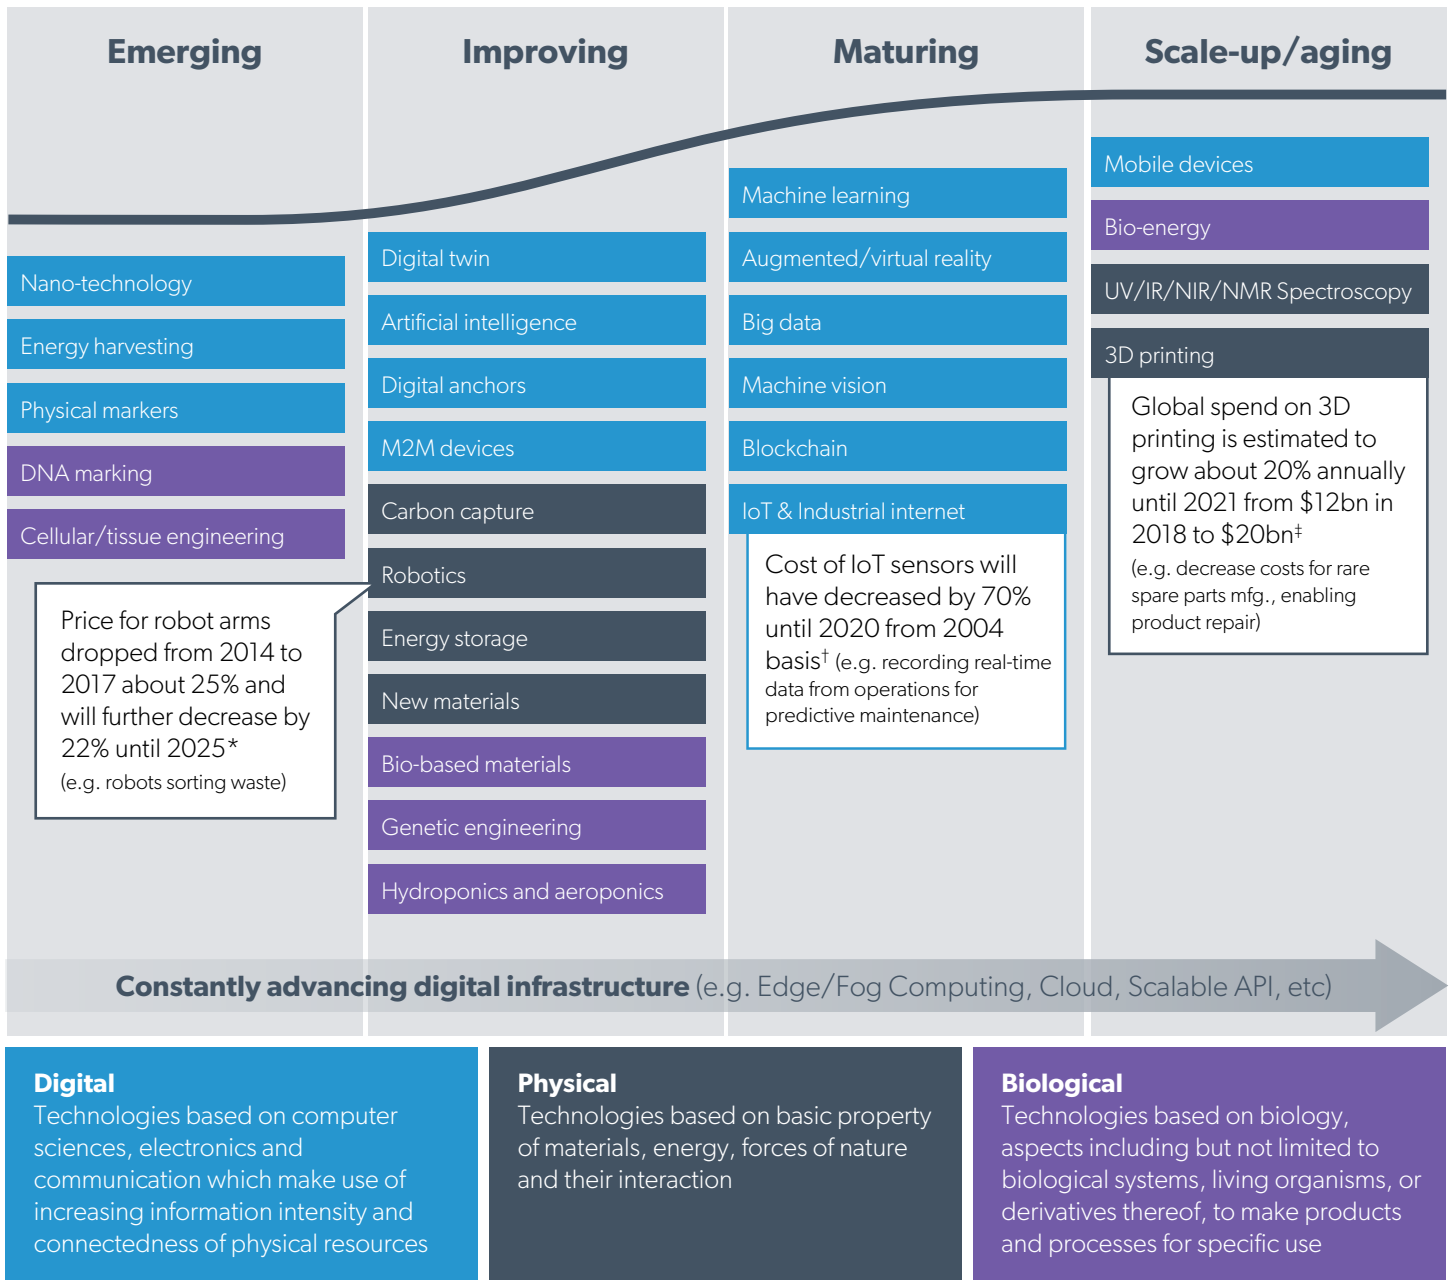 Emerging
Nano-technology
Energy harvesting
Physical markers
DNA marking
Cellular/tissue engineering
Price for robot arms
dropped from 2014 to
2017 about 25% and
will further decrease by
22% until 2025*
(e.g. robots sorting waste)
Improving
Digital twin
Artificial intelligence
Digital anchors
M2M devices
Carbon capture
Robotics
Energy storage
New materials
Bio-based materials
Genetic engineering
Hydroponics and aeroponics
Maturing
Machine learning
Augmented/virtual reality
Big data
Machine vision
Blockchain
IoT & Industrial internet
Cost of IoT sensors will
have decreased by 70%
until 2020 from 2004
basis† (e.g. recording real-time
data from operations for
predictive maintenance)
Scale-up/aging
Mobile devices
Bio-energy
UV/IR/NIR/NMR Spectroscopy
3D printing
Global spend on 3D
printing is estimated to
grow about 20% annually
until 2021 from $12bn in
2018 to $20bn‡
(e.g. decrease costs for rare
spare parts mfg., enabling
product repair)
Constantly advancing digital infrastructure (e.g. Edge/Fog Computing, Cloud, Scalable API, etc)
Digital
Technologies based on computer
sciences, electronics and
communication which make use of
increasing information intensity and
connectedness of physical resources
Physical
Technologies based on basic property
of materials, energy, forces of nature
and their interaction
Biological
Technologies based on biology,
aspects including but not limited to
biological systems, living organisms, or
derivatives thereof, to make products
and processes for specific use